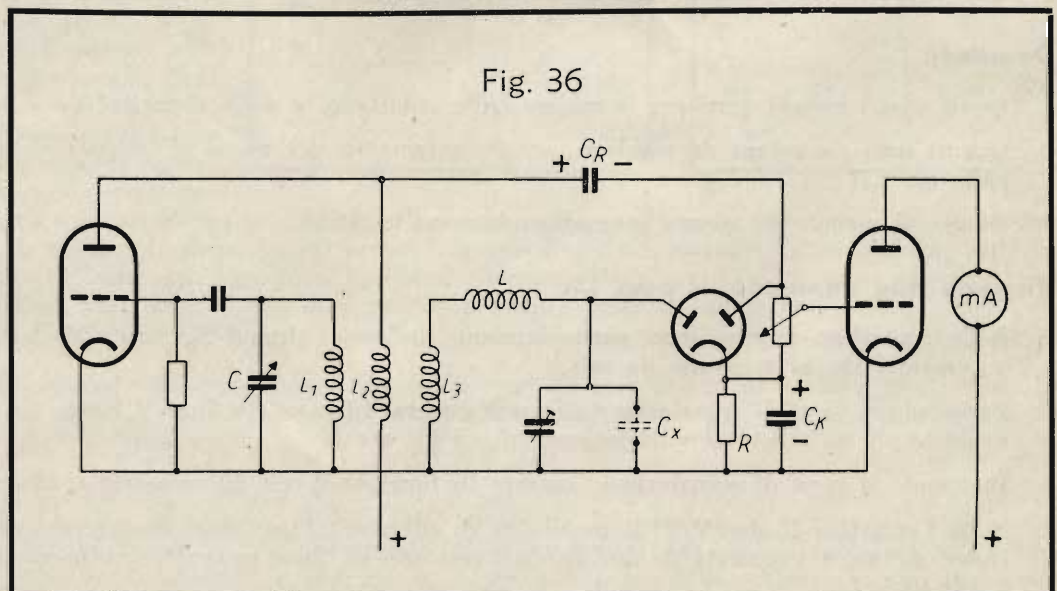 Fig. 36
+ C_R −
L
mA
C
L₁
L₂
L₃
C_x
R
+
C_K
−
+
+